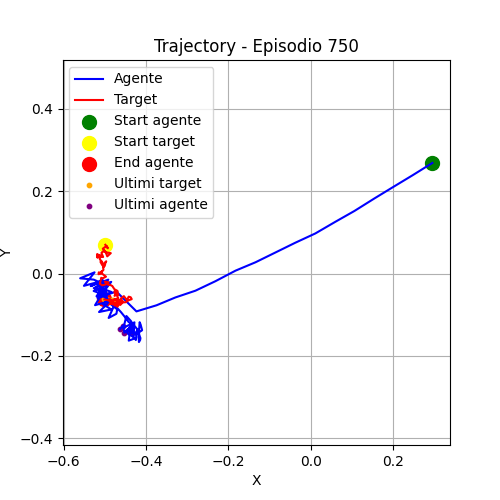 Trajectory - Episodio 750
Agente
Target
Start agente
Start target
End agente
Ultimi target
Ultimi agente
Y
0.4
0.2
0.0
−0.2
−0.4
−0.6
−0.4
−0.2
0.0
0.2
X